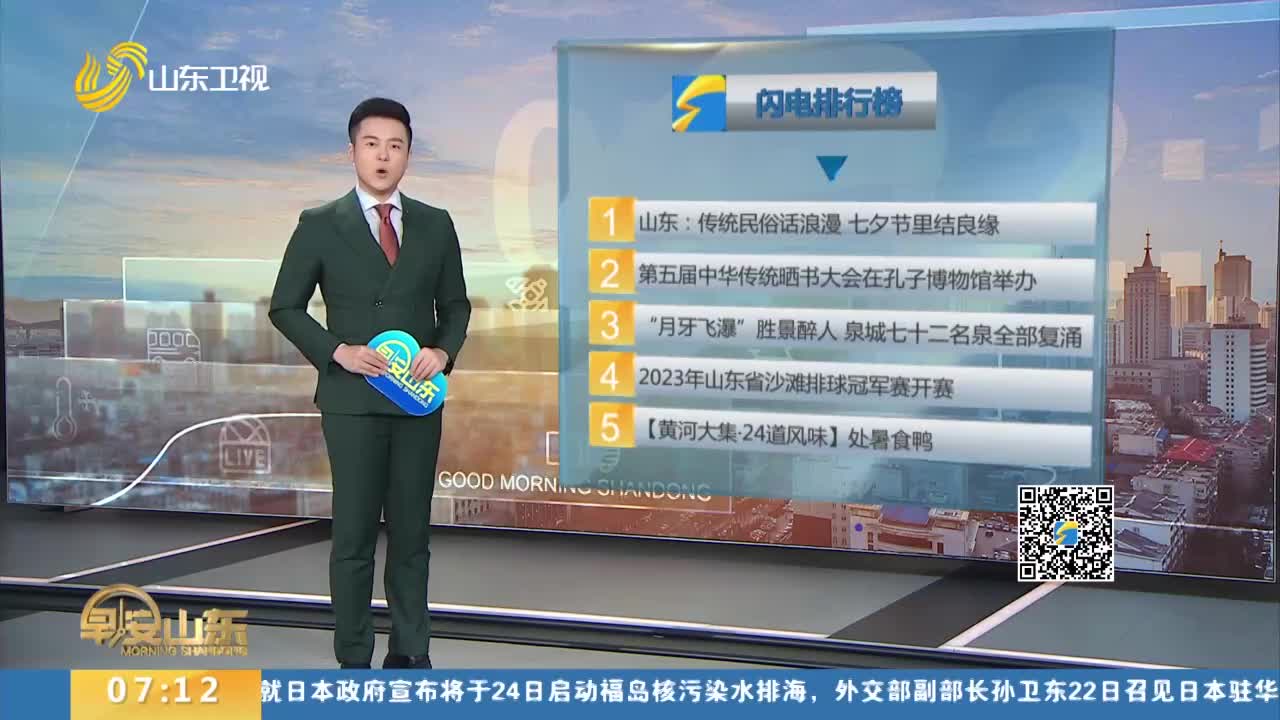 山东卫视
闪电排行榜
1 山东：传统民俗话浪漫 七夕节里结良缘
2 第五届中华传统晒书大会在孔子博物馆举办
3 “月牙飞瀑”胜景醉人 泉城七十二名泉全部复涌
4 2023年山东省沙滩排球冠军赛开赛
5 【黄河大集·24道风味】处暑食鸭
早安山东
MORNING SHANDONG
LIVE
GOOD MORNING SHANDONG
早安山东
MORNING SHANDONG
07:12 就日本政府宣布将于24日启动福岛核污染水排海，外交部副部长孙卫东22日召见日本驻华